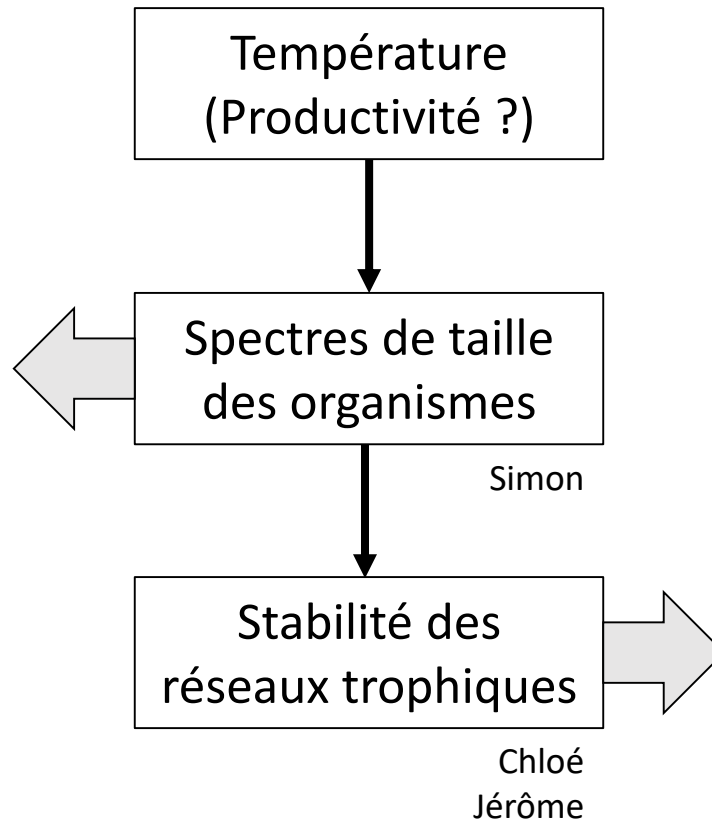 Température
(Productivité ?)
Spectres de taille
des organismes
Simon
Stabilité des
réseaux trophiques
Chloé
Jérôme